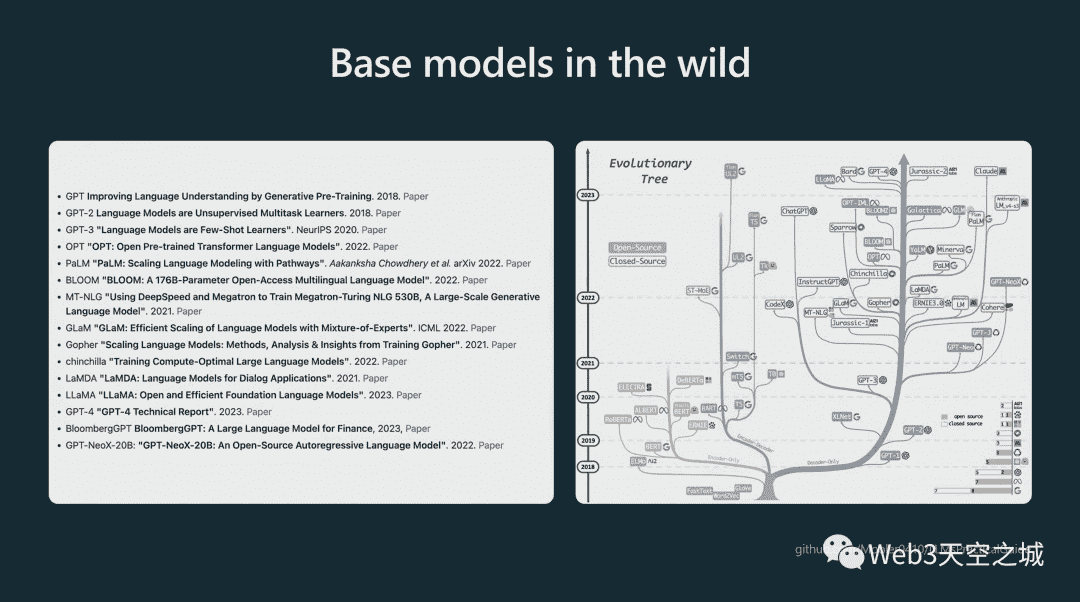 Base models in the wild
• GPT Improving Language Understanding by Generative Pre-Training. 2018. Paper
• GPT-2 Language Models are Unsupervised Multitask Learners. 2018. Paper
• GPT-3 "Language Models are Few-Shot Learners". NeurIPS 2020. Paper
• OPT "OPT: Open Pre-trained Transformer Language Models". 2022. Paper
• PaLM "PaLM: Scaling Language Modeling with Pathways". Aakanksha Chowdhery et al. arXiv 2022. Paper
• BLOOM "BLOOM: A 176B-Parameter Open-Access Multilingual Language Model". 2022. Paper
• MT-NLG "Using DeepSpeed and Megatron to Train Megatron-Turing NLG 530B, A Large-Scale Generative
Language Model". 2021. Paper
• GLaM "GLaM: Efficient Scaling of Language Models with Mixture-of-Experts". ICML 2022. Paper
• Gopher "Scaling Language Models: Methods, Analysis & Insights from Training Gopher". 2021. Paper
• chinchilla "Training Compute-Optimal Large Language Models". 2022. Paper
• LaMDA "LaMDA: Language Models for Dialog Applications". 2021. Paper
• LLaMA "LLaMA: Open and Efficient Foundation Language Models". 2023. Paper
• GPT-4 "GPT-4 Technical Report". 2023. Paper
• BloombergGPT BloombergGPT: A Large Language Model for Finance, 2023, Paper
• GPT-NeoX-20B: "GPT-NeoX-20B: An Open-Source Autoregressive Language Model". 2022. Paper
Evolutionary
Tree
Open-Source
Closed-Source
2023
2022
2021
2020
2019
2018
Bard
GPT-4
Jurassic-2
Claude
LLaMA
ChatGPT
BLOOMZ
Galactica
GLM
Flan
PaLM
Anthropic
Sparrow
BLOOM
OPT
YaLM
Minerva
PaLM
Chinchilla
InstructGPT
GPT-NeoX
UL2
ST-MoE
CodeX
GLaM
Gopher
LaMDA
ERNIE3.0
Cohere
MT-NLG
Jurassic-1
GPT-J
GPT-Neo
Switch
GPT-3
ELECTRA
DeBERTa
mT5
ALBERT
BART
T5
RoBERTa
ERNIE
XLNet
GPT-2
BERT
GPT-1
Encoder-Only
Encoder-Decoder
Decoder-Only
FastText
GloVe
open source
closed source
Web3天空之城